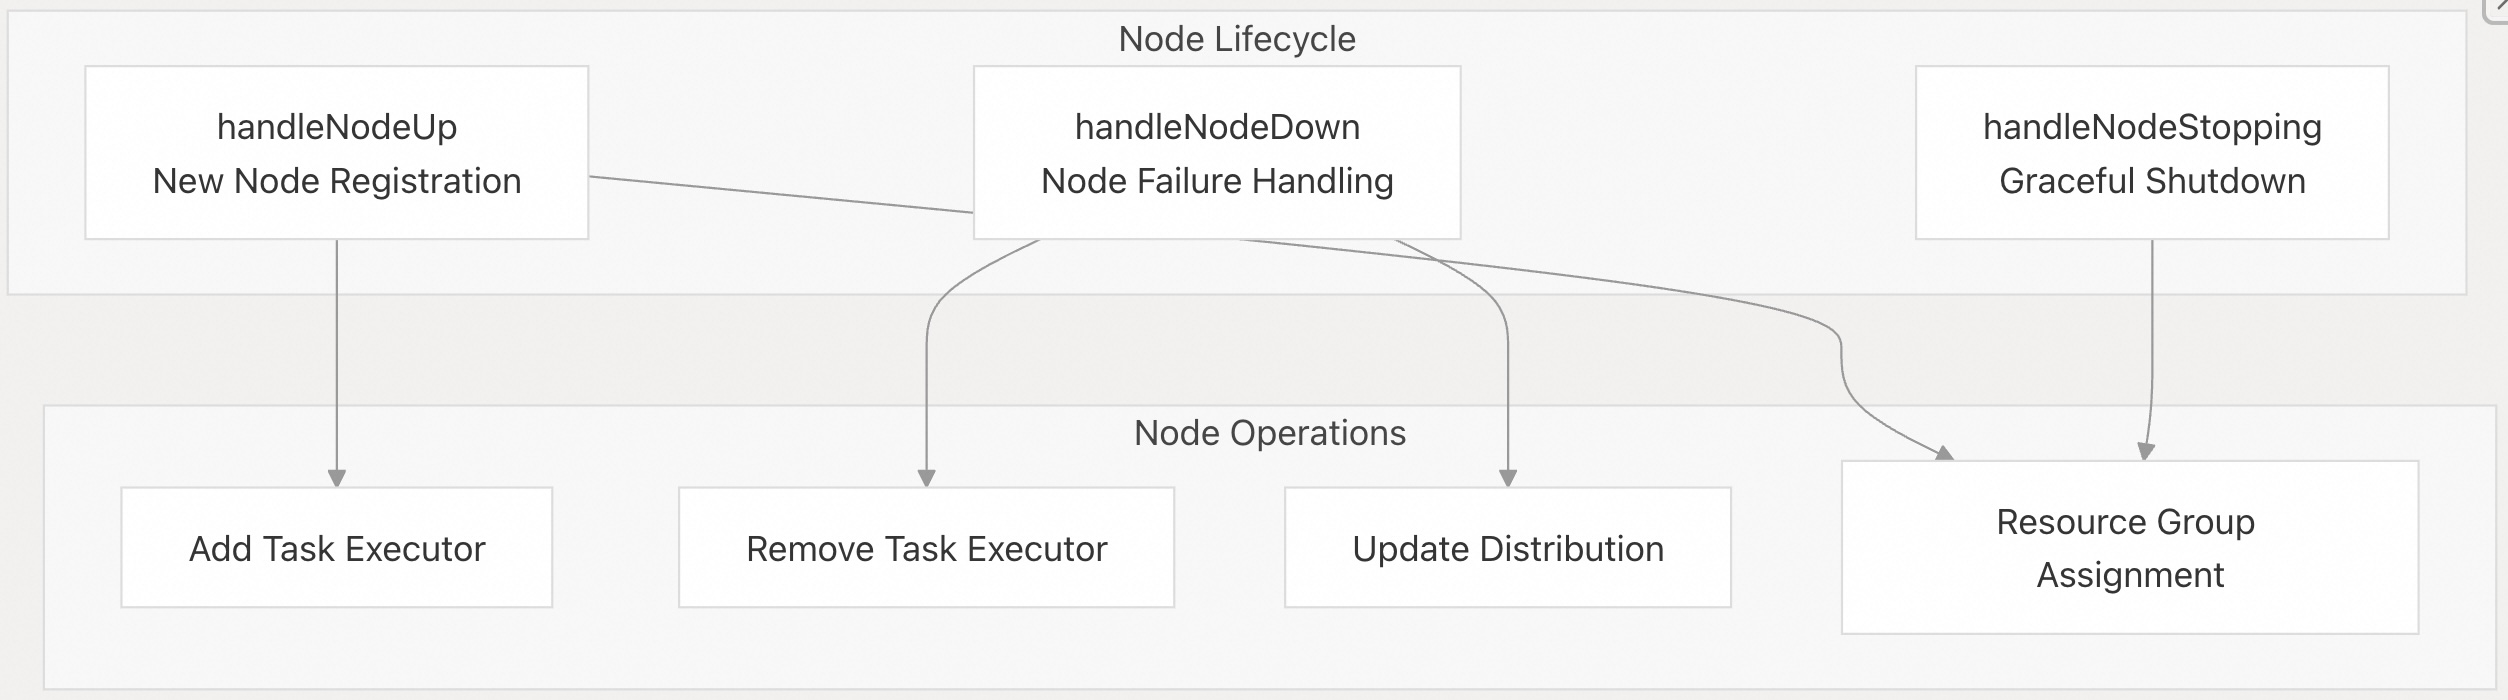 Node Lifecycle
handleNodeUp
New Node Registration
handleNodeDown
Node Failure Handling
handleNodeStopping
Graceful Shutdown
Node Operations
Add Task Executor
Remove Task Executor
Update Distribution
Resource Group
Assignment